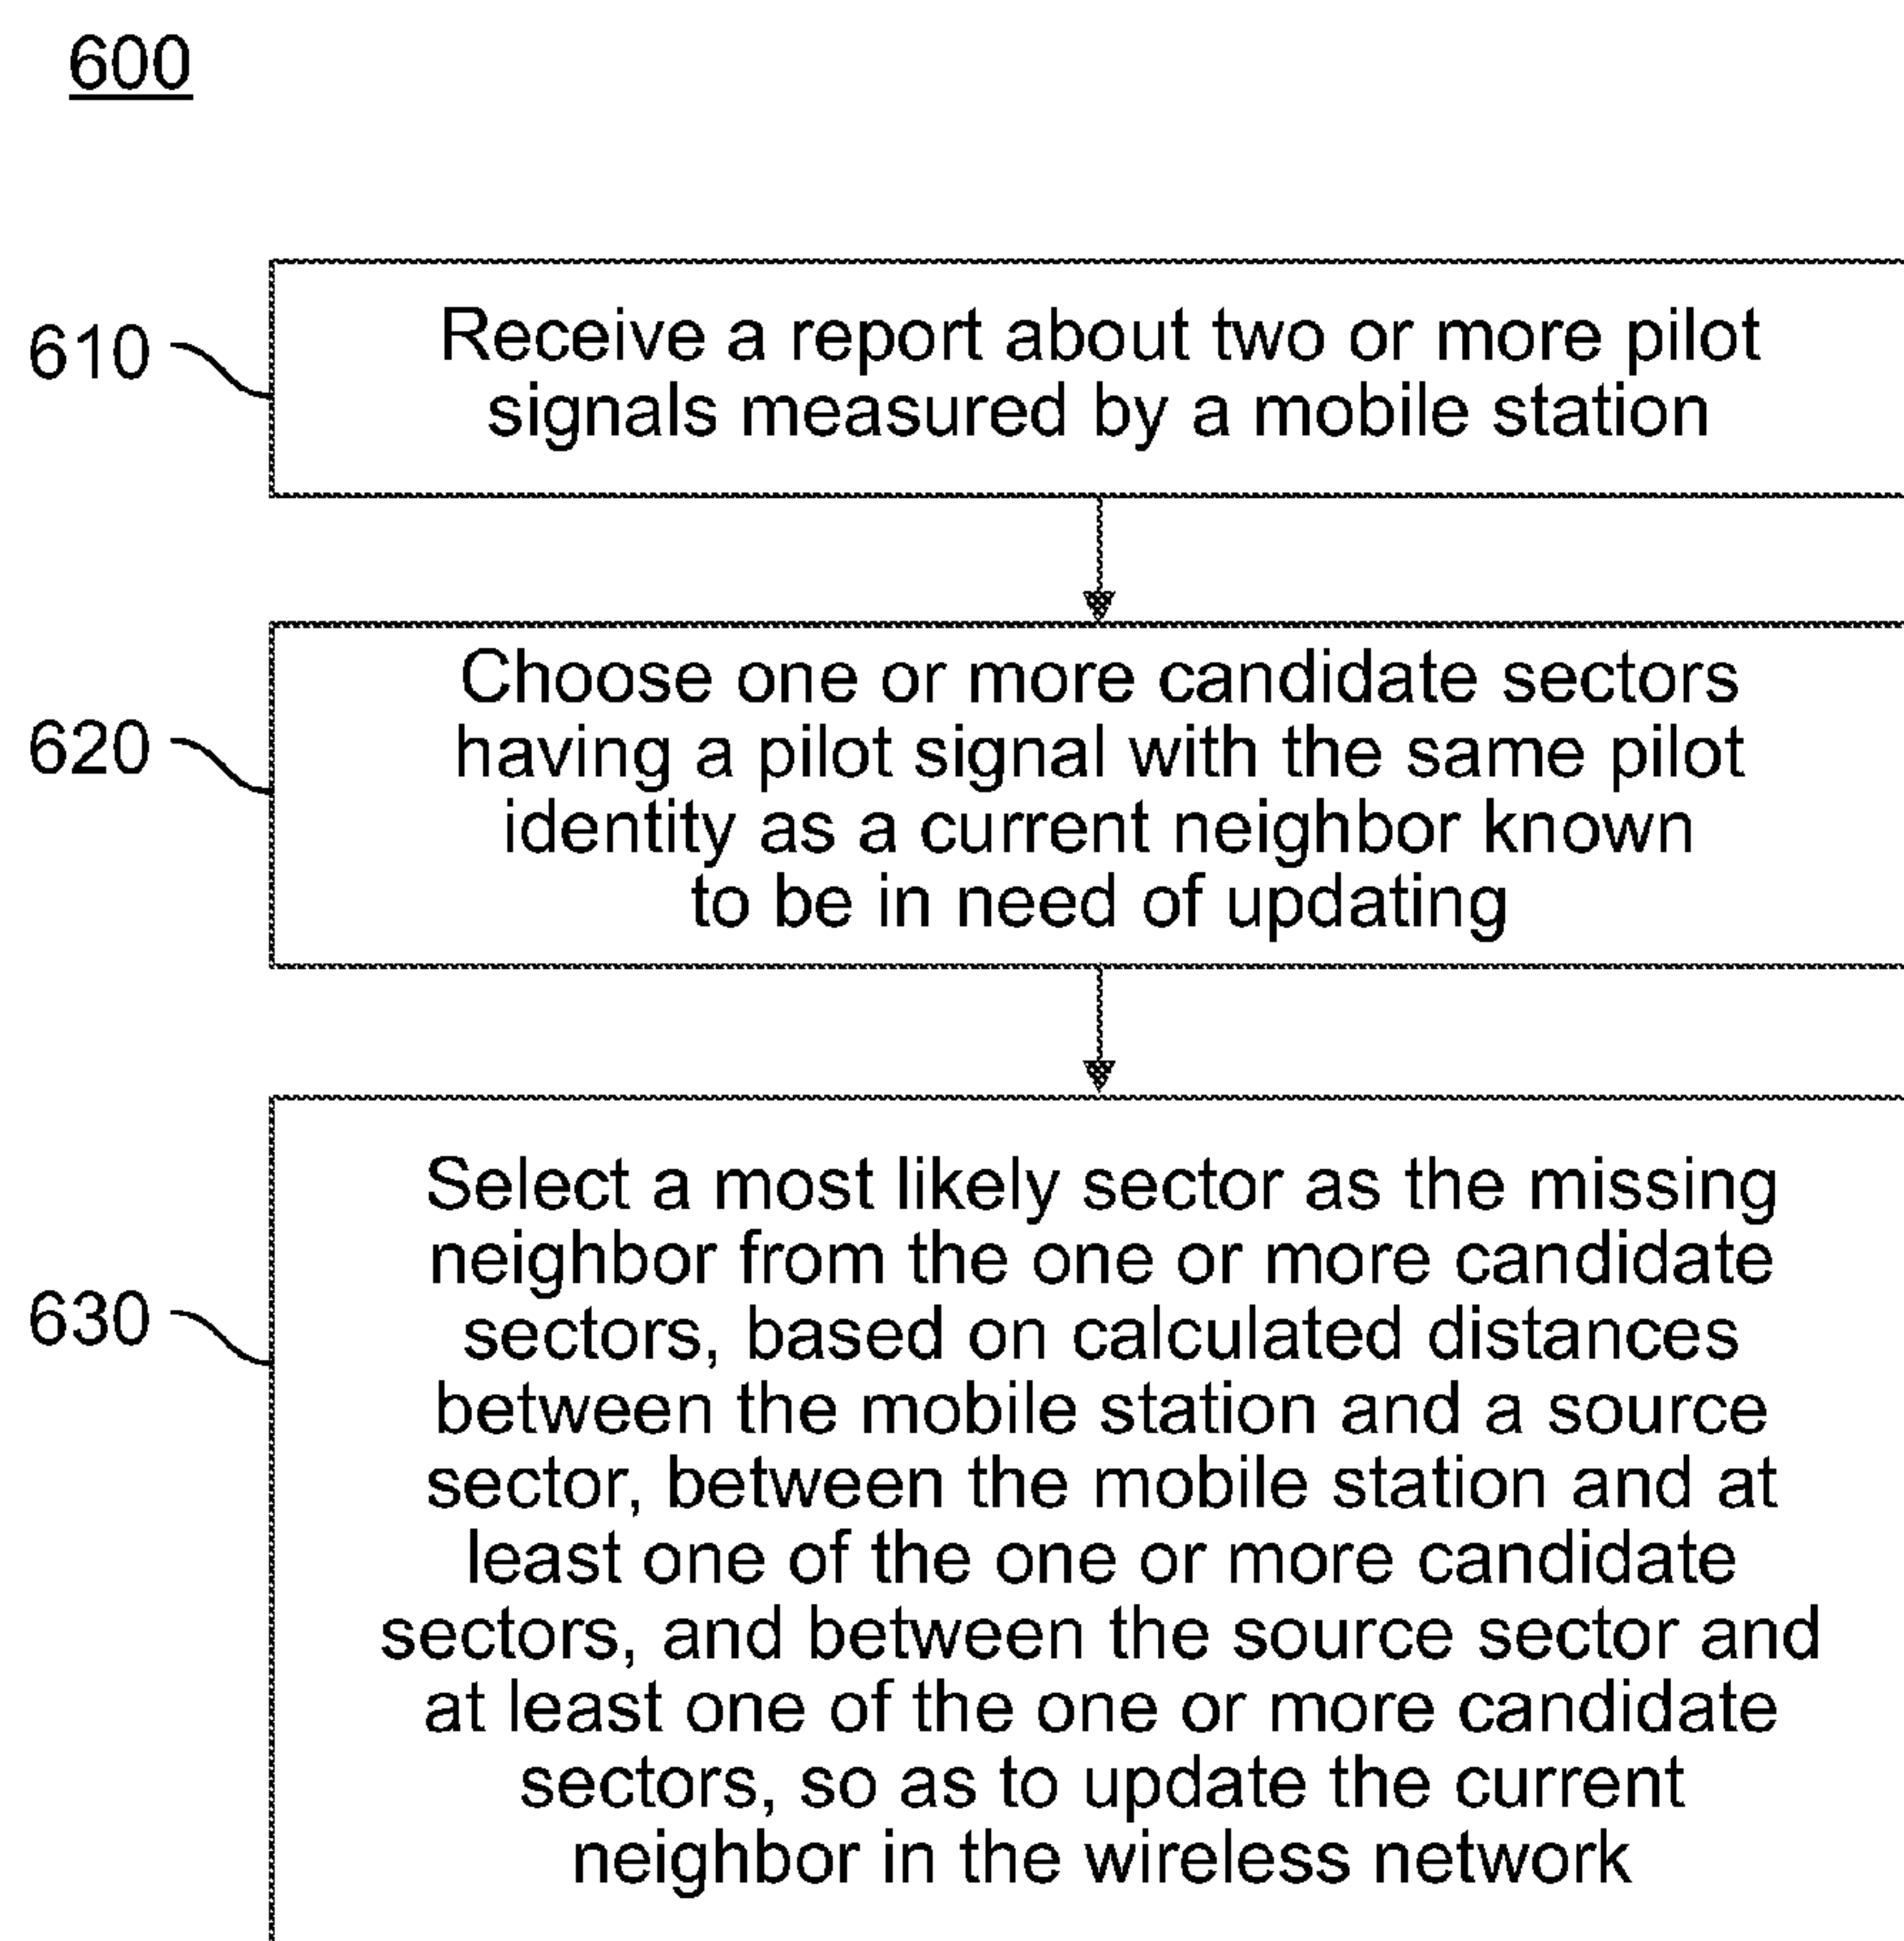 600
610
Receive a report about two or more pilot
signals measured by a mobile station
620
Choose one or more candidate sectors
having a pilot signal with the same pilot
identity as a current neighbor known
to be in need of updating
630
Select a most likely sector as the missing
neighbor from the one or more candidate
sectors, based on calculated distances
between the mobile station and a source
sector, between the mobile station and at
least one of the one or more candidate
sectors, and between the source sector and
at least one of the one or more candidate
sectors, so as to update the current
neighbor in the wireless network